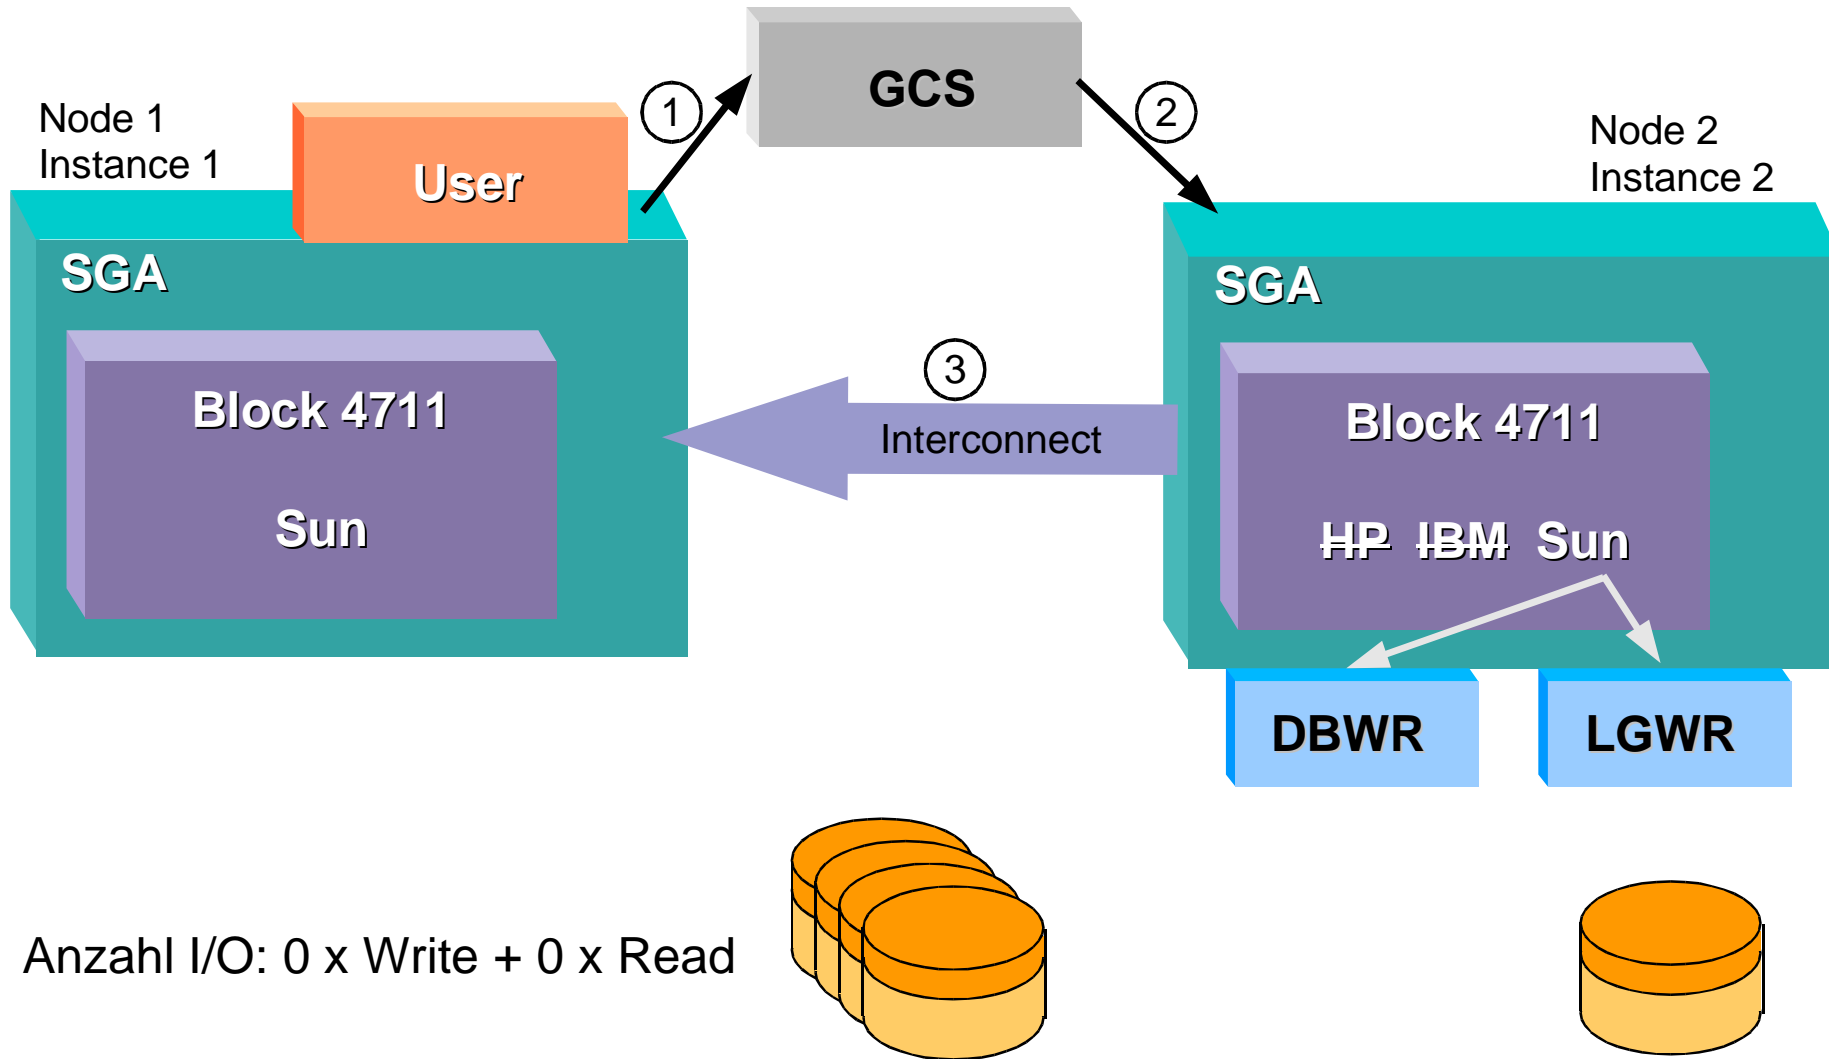 GCS
1
2
Node 1
Instance 1
User
Node 2
Instance 2
SGA
SGA
Block 4711
Sun
3
Interconnect
Block 4711
HP IBM Sun
DBWR
LGWR
Anzahl I/O: 0 x Write + 0 x Read